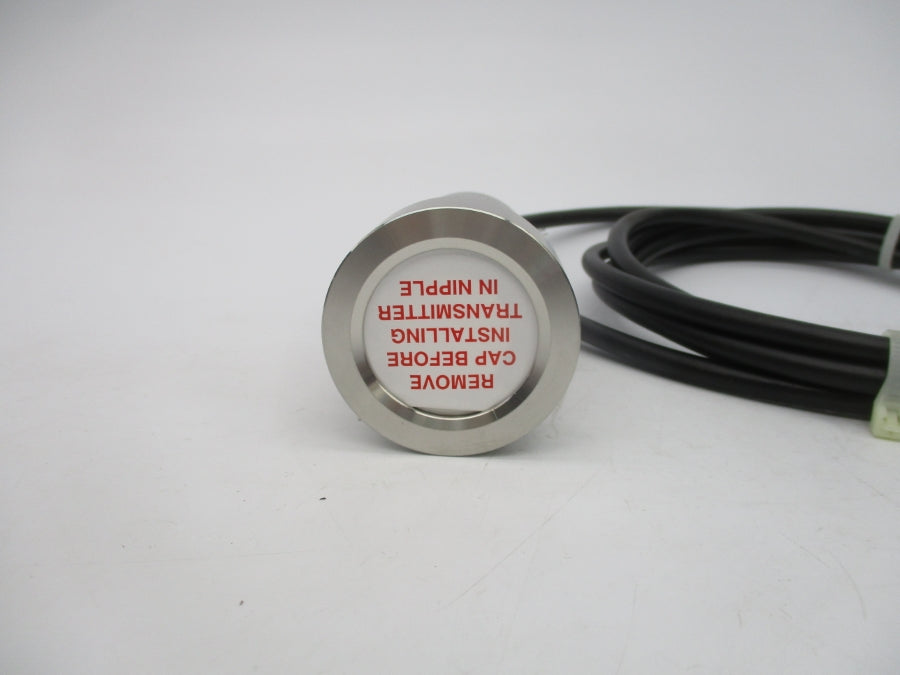 REMOVE
CAP BEFORE
INSTALLING
TRANSMITTER
IN NIPPLE